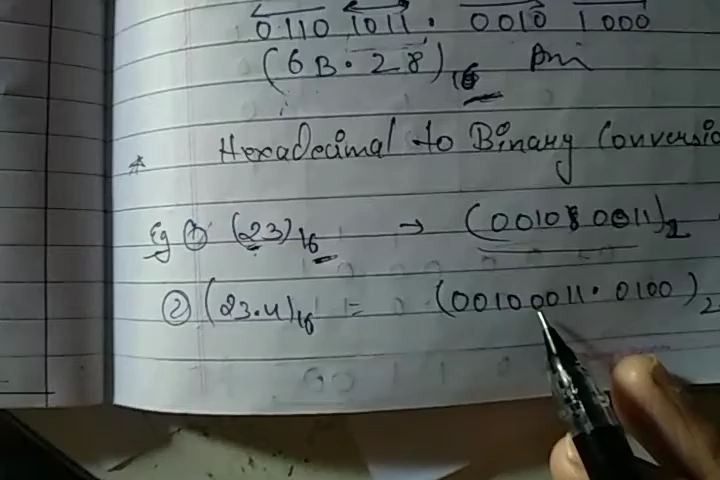 0110 1011 . 0010 1000
(6B.28)16 Ans
* Hexadecimal to Binary Conversio
Eg ① (23)16 → (0010 0011)2
② (23.4)16 = (00100011.0100)2